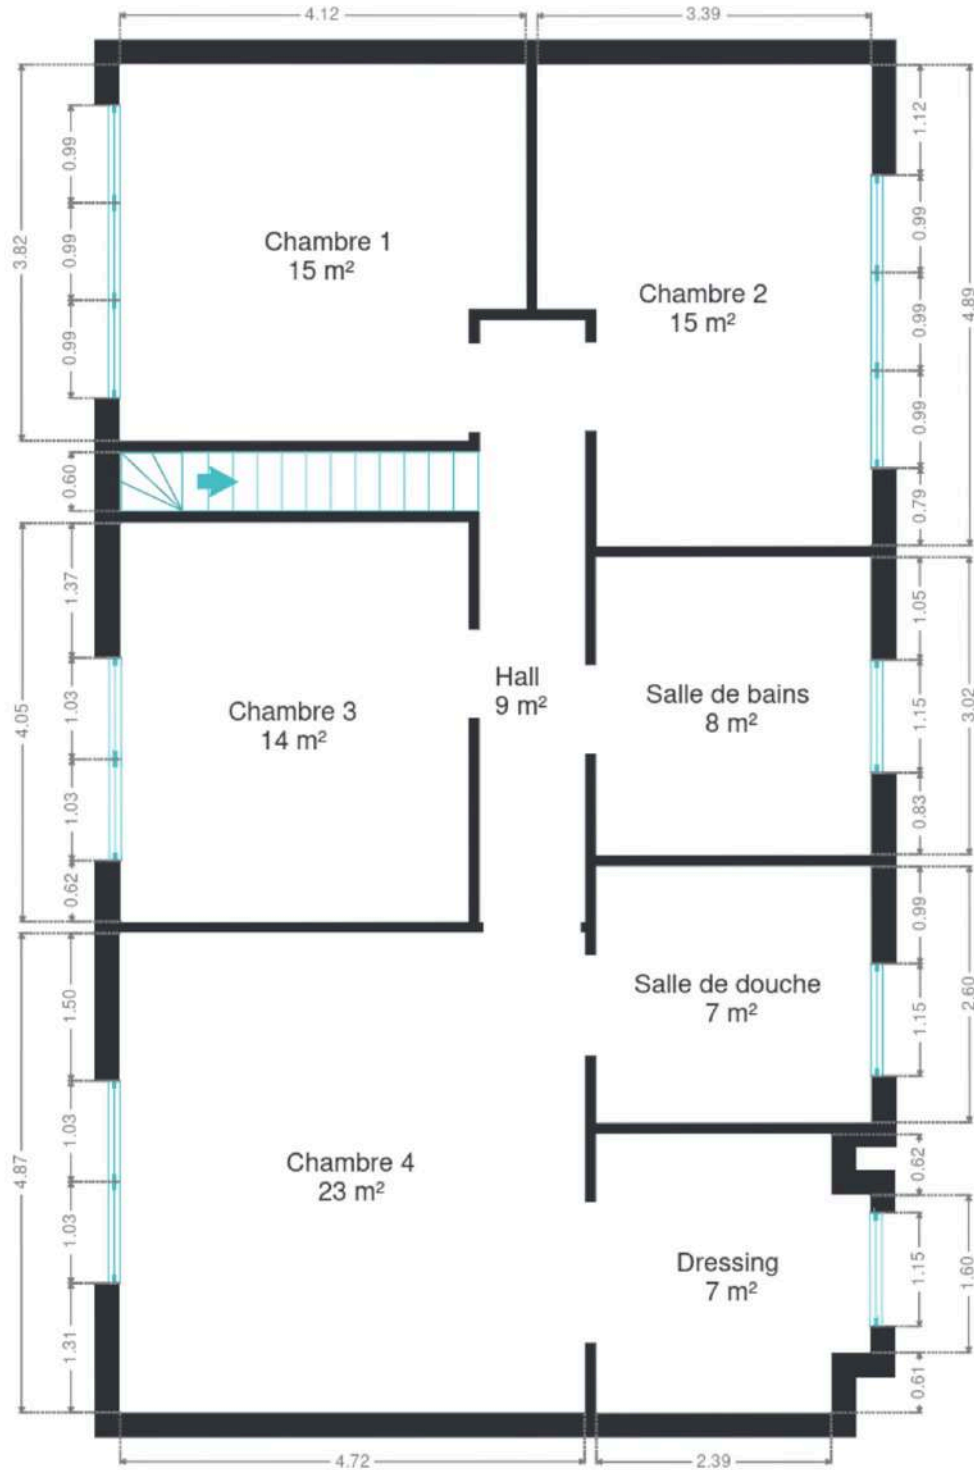 4.12
3.39
3.82
0.99
0.99
0.99
Chambre 1
15 m²
Chambre 2
15 m²
1.12
0.99
0.99
0.99
0.79
4.89
0.60
1.37
1.03
1.03
0.62
4.05
Chambre 3
14 m²
Hall
9 m²
Salle de bains
8 m²
1.05
1.15
0.83
3.02
Salle de douche
7 m²
0.99
1.15
2.60
1.50
1.03
1.03
1.31
4.87
Chambre 4
23 m²
Dressing
7 m²
0.62
1.15
0.61
1.60
4.72
2.39